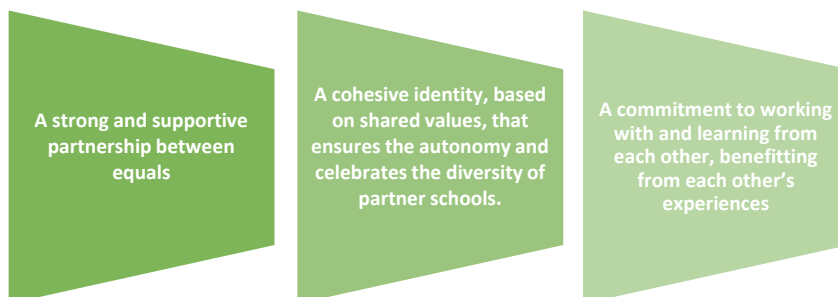 A strong and supportive
partnership between
equals
A cohesive identity, based
on shared values, that
ensures the autonomy and
celebrates the diversity of
partner schools.
A commitment to working
with and learning from
each other, benefitting
from each other’s
experiences